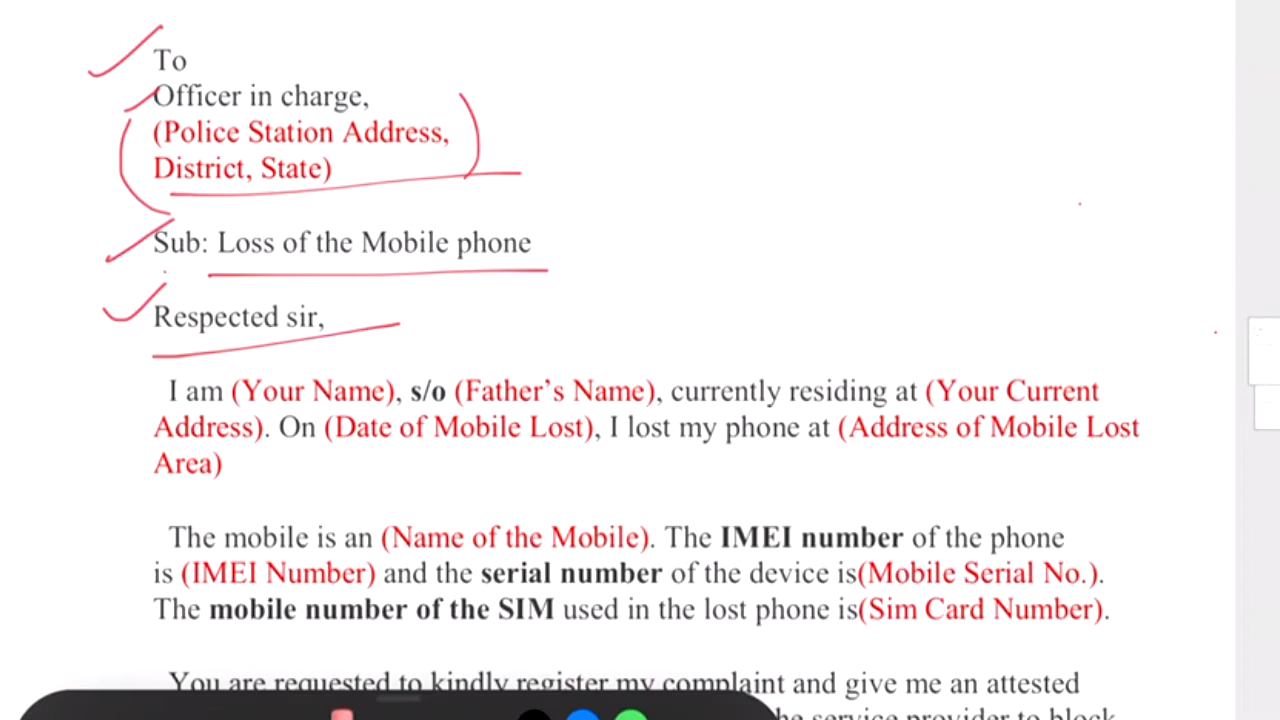 To
Officer in charge,
(Police Station Address,
District, State)
Sub: Loss of the Mobile phone
Respected sir,
I am (Your Name), s/o (Father’s Name), currently residing at (Your Current
Address). On (Date of Mobile Lost), I lost my phone at (Address of Mobile Lost
Area)
The mobile is an (Name of the Mobile). The IMEI number of the phone
is (IMEI Number) and the serial number of the device is(Mobile Serial No.).
The mobile number of the SIM used in the lost phone is(Sim Card Number).
You are requested to kindly register my complaint and give me an attested
service provider to block